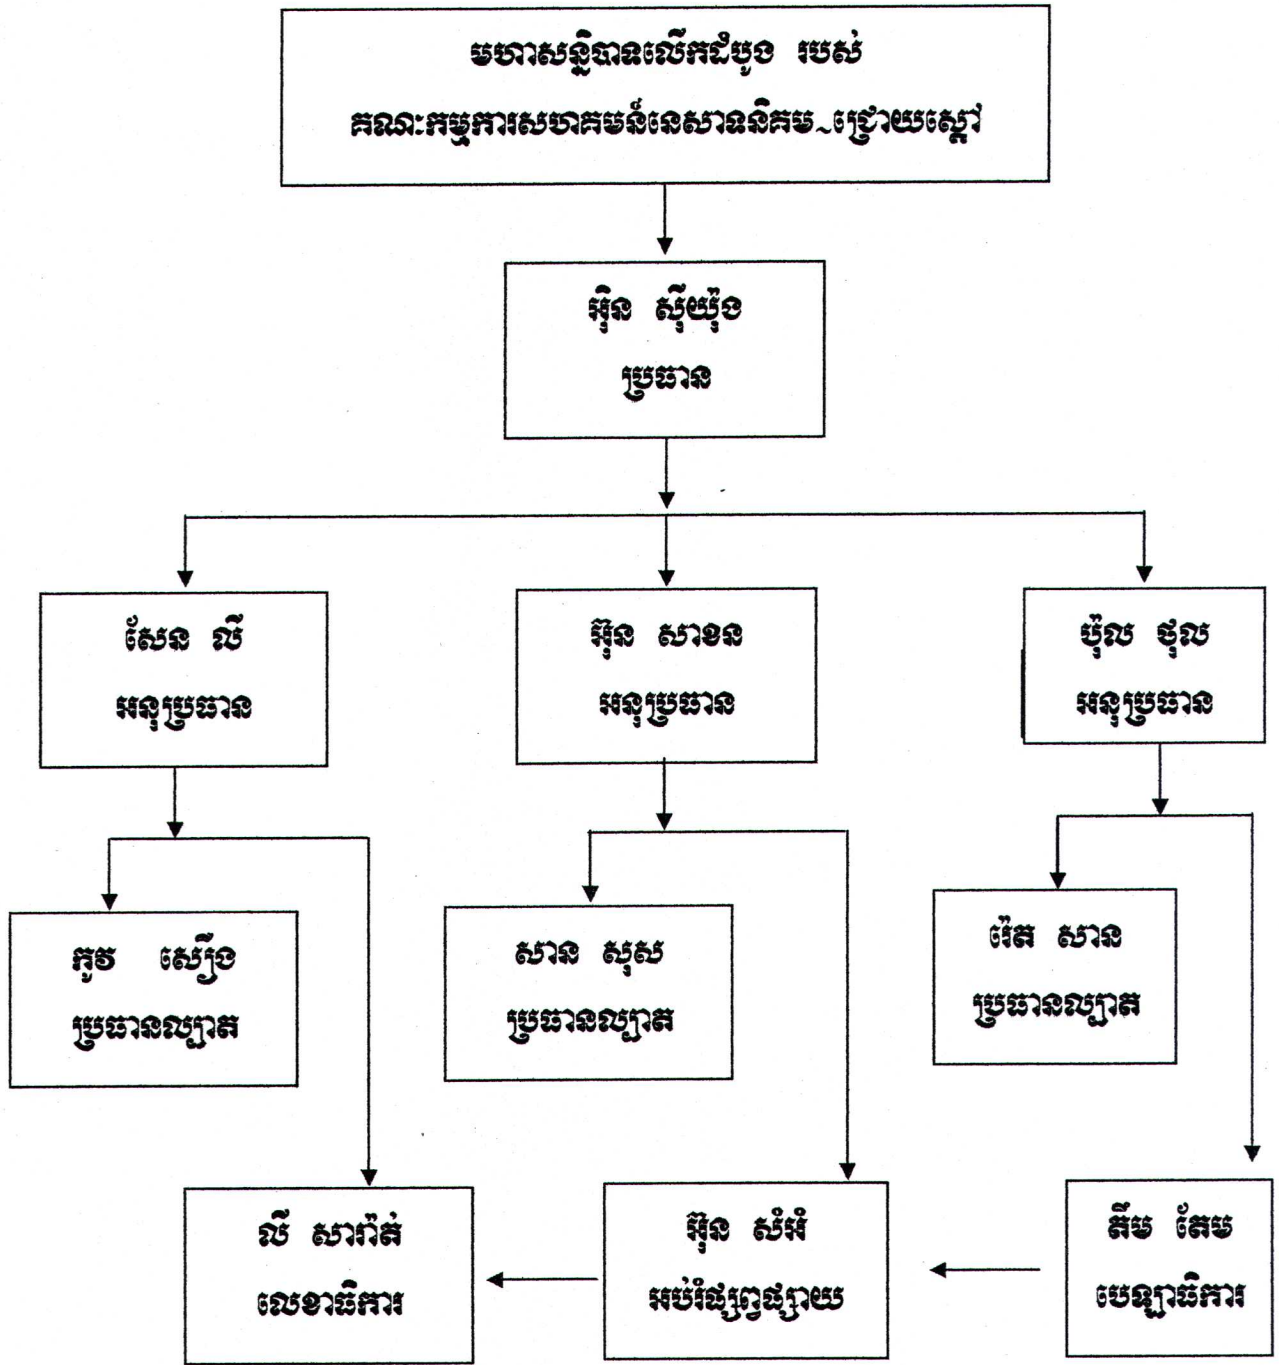 មហាសន្និបាទលើកដំបូង របស់
គណៈកម្មការសហគមន៍នេសាទនិគម~ជ្រោយស្ដៅ
អ៊ិន ស៊ីយ៉ុង
ប្រធាន
សែន លី
អនុប្រធាន
អ៊ុន សាខន
អនុប្រធាន
ប៉ុល ថុល
អនុប្រធាន
កូវ សឿង
ប្រធានល្បាត
សាន សុស
ប្រធានល្បាត
រ៉េត សាន
ប្រធានល្បាត
លី សារ៉ាត់
លេខាធិការ
អ៊ុន សំអំ
អប់រំផ្សព្វផ្សាយ
តឹម តែម
បេឡាធិការ